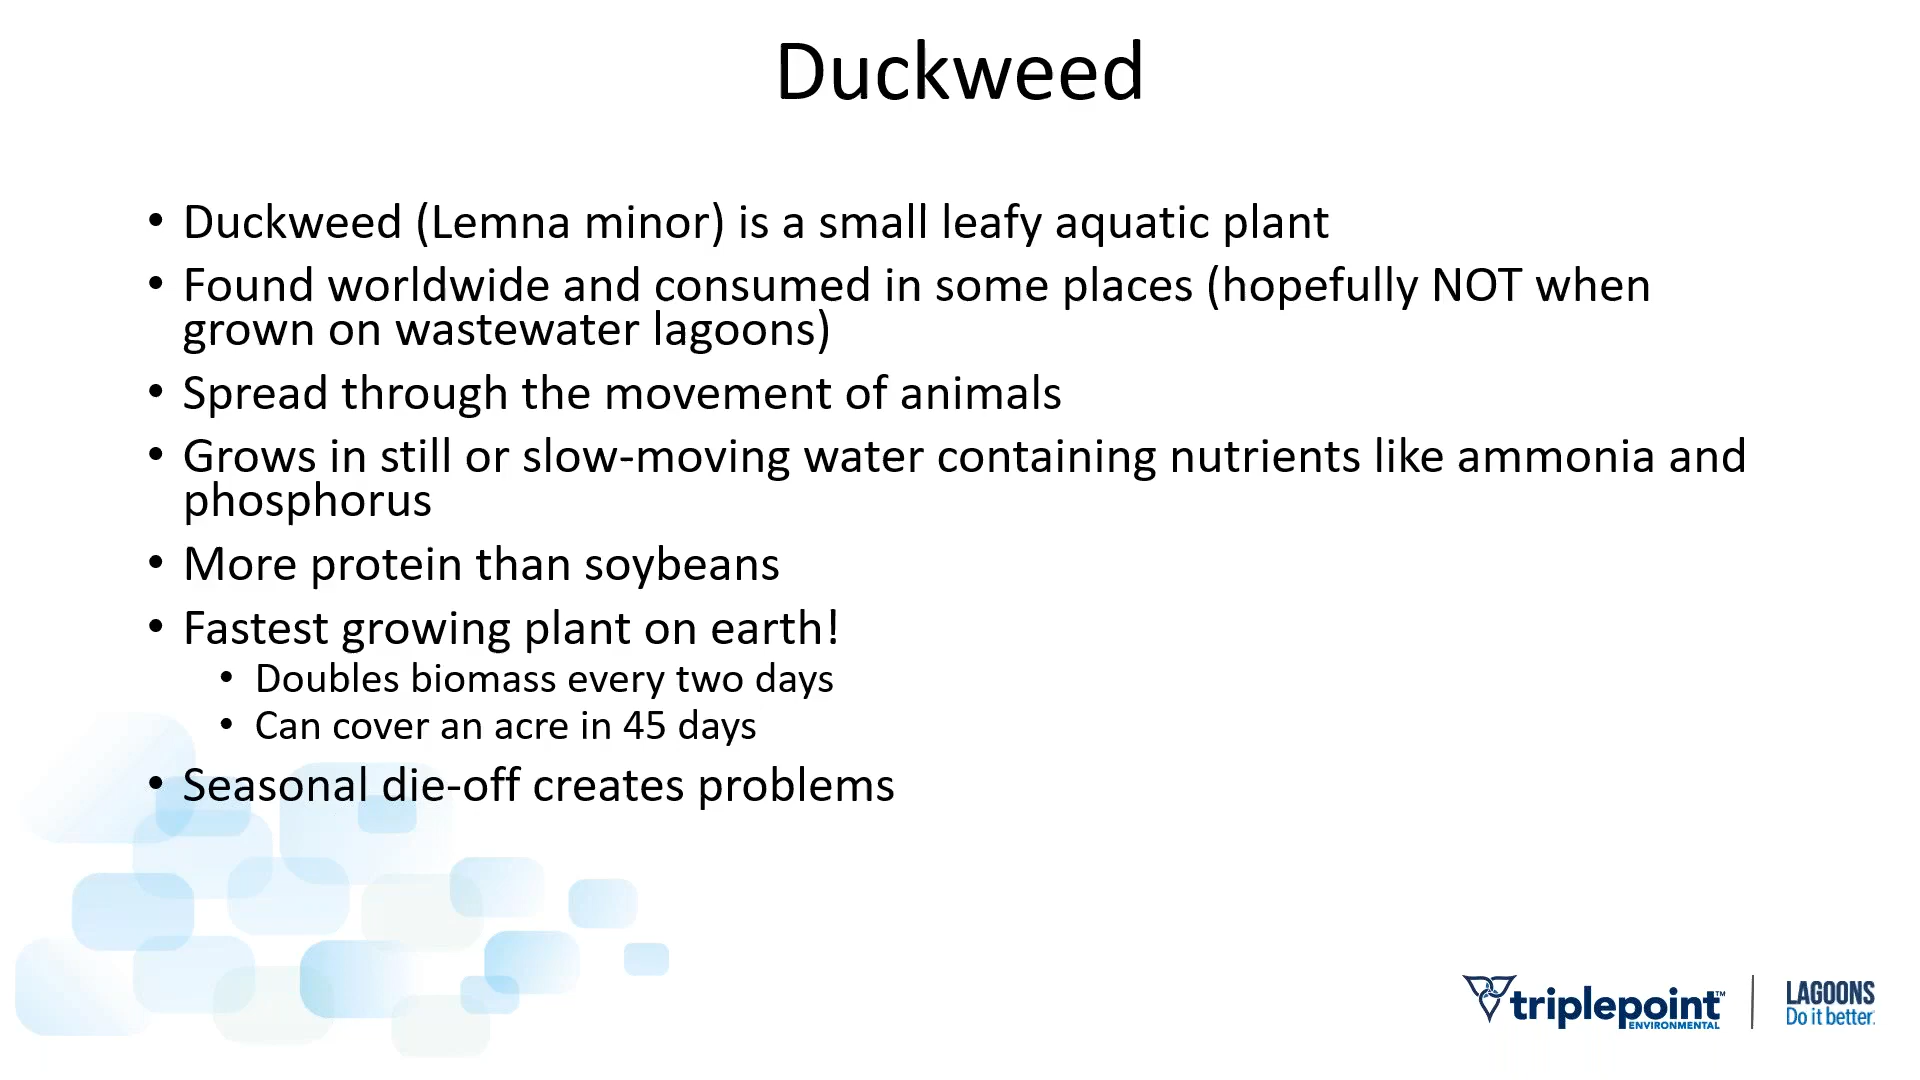 Duckweed
• Duckweed (Lemna minor) is a small leafy aquatic plant
• Found worldwide and consumed in some places (hopefully NOT when
grown on wastewater lagoons)
• Spread through the movement of animals
• Grows in still or slow-moving water containing nutrients like ammonia and
phosphorus
• More protein than soybeans
• Fastest growing plant on earth!
• Doubles biomass every two days
• Can cover an acre in 45 days
• Seasonal die-off creates problems
triplepoint™
ENVIRONMENTAL
LAGOONS
Do it better.